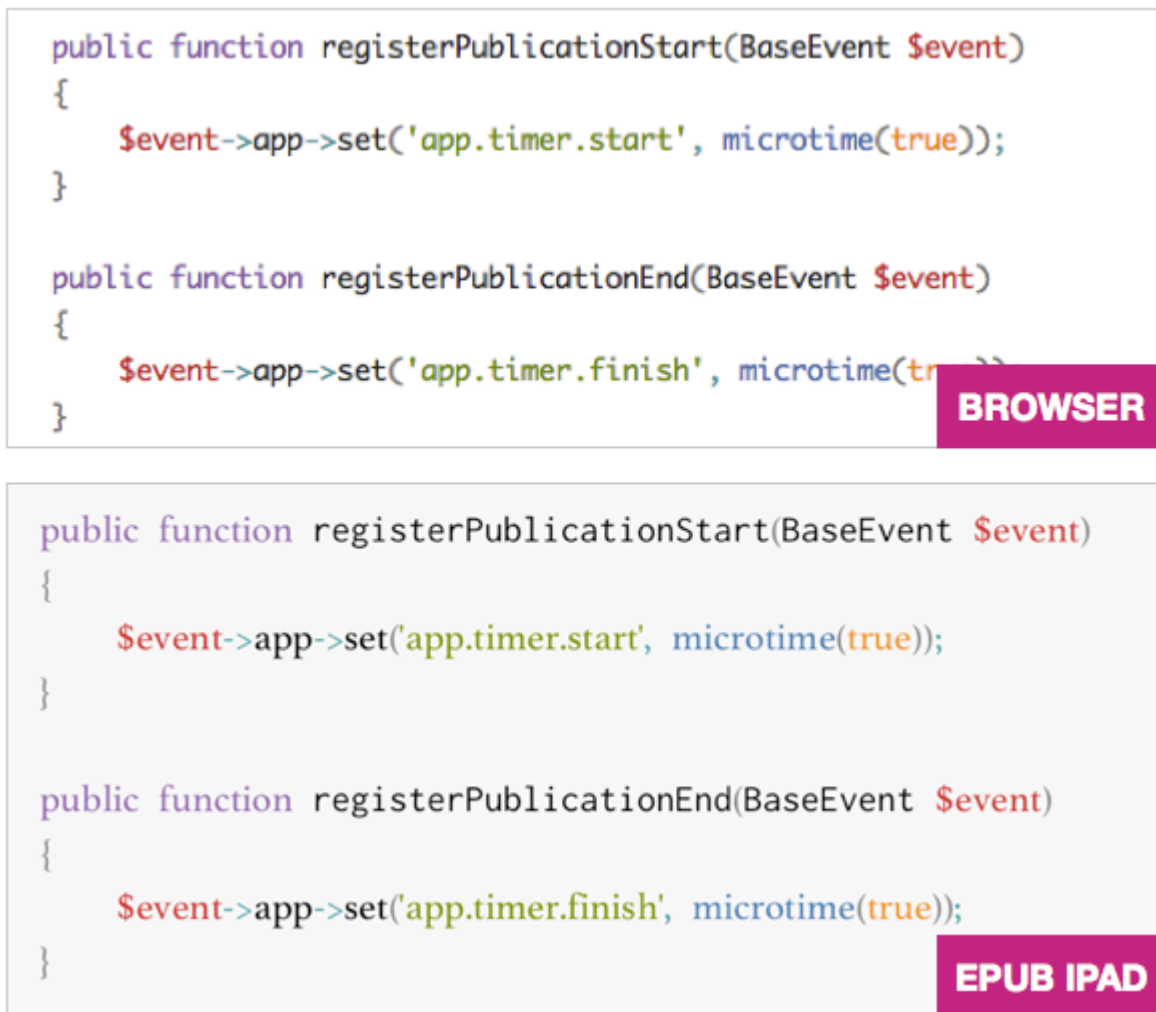 public function registerPublicationStart(BaseEvent $event)
{
    $event->app->set('app.timer.start', microtime(true));
}
public function registerPublicationEnd(BaseEvent $event)
{
    $event->app->set('app.timer.finish', microtime(tr
}
BROWSER
public function registerPublicationStart(BaseEvent $event)
{
    $event->app->set('app.timer.start', microtime(true));
}
public function registerPublicationEnd(BaseEvent $event)
{
    $event->app->set('app.timer.finish', microtime(true));
}
EPUB IPAD